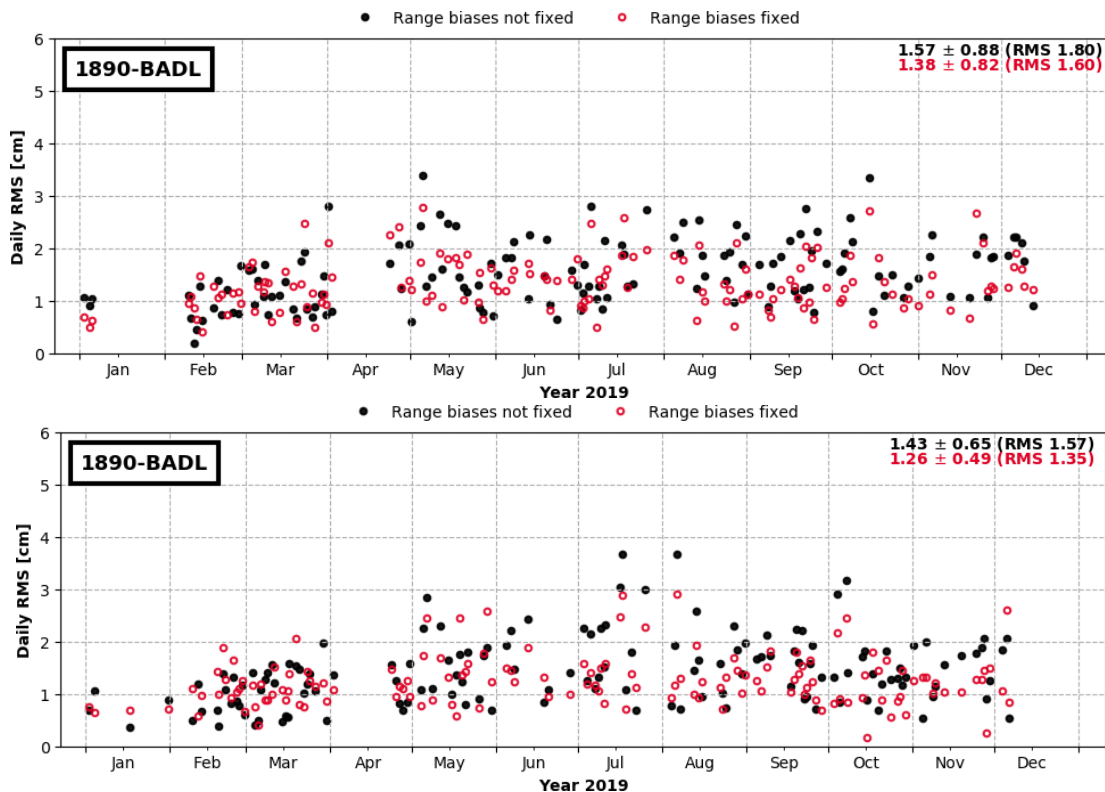 Range biases not fixed Range biases fixed
6
1890-BADL
1.57 ± 0.88 (RMS 1.80)
1.38 ± 0.82 (RMS 1.60)
5
4
3
2
1
0
Daily RMS [cm]
Jan Feb Mar Apr May Jun Jul Aug Sep Oct Nov Dec
Year 2019
Range biases not fixed Range biases fixed
6
1890-BADL
1.43 ± 0.65 (RMS 1.57)
1.26 ± 0.49 (RMS 1.35)
5
4
3
2
1
0
Daily RMS [cm]
Jan Feb Mar Apr May Jun Jul Aug Sep Oct Nov Dec
Year 2019